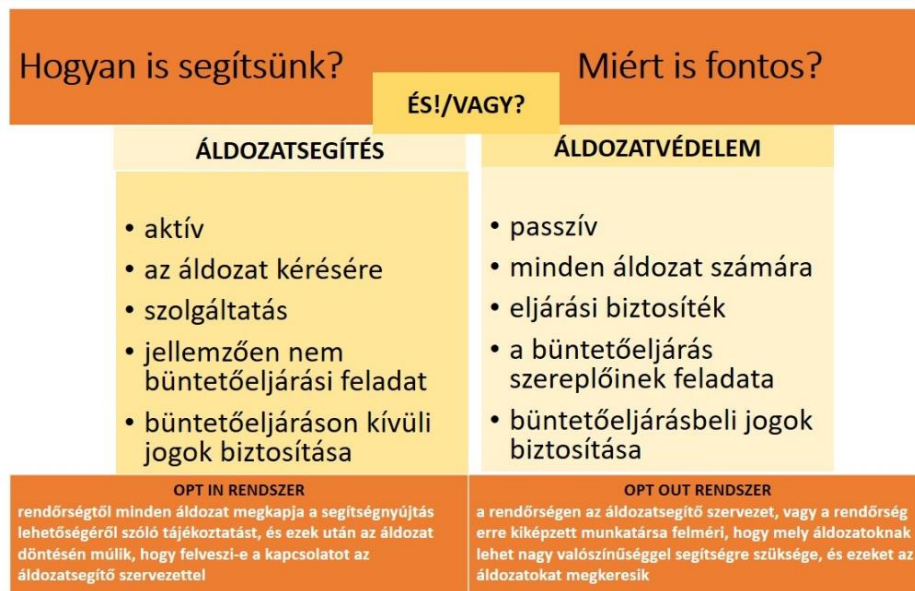 Hogyan is segítsünk?
Miért is fontos?
ÉS!/VAGY?
ÁLDOZATSEGÍTÉS
• aktív
• az áldozat kérésére
• szolgáltatás
• jellemzően nem
büntetőeljárási feladat
• büntetőeljáráson kívüli
jogok biztosítása
ÁLDOZATVÉDELEM
• passzív
• minden áldozat számára
• eljárási biztosíték
• a büntetőeljárás
szereplőinek feladata
• büntetőeljárásbeli jogok
biztosítása
OPT IN RENDSZER
rendőrségtől minden áldozat megkapja a segítségnyújtás
lehetőségéről szóló tájékoztatást, és ezek után az áldozat
döntésén múlik, hogy felveszi-e a kapcsolatot az
áldozatsegítő szervezettel
OPT OUT RENDSZER
a rendőrségen az áldozatsegítő szervezet, vagy a rendőrség
erre kiképzett munkatársa felméri, hogy mely áldozatoknak
lehet nagy valószínűséggel segítségre szüksége, és ezeket az
áldozatokat megkeresik